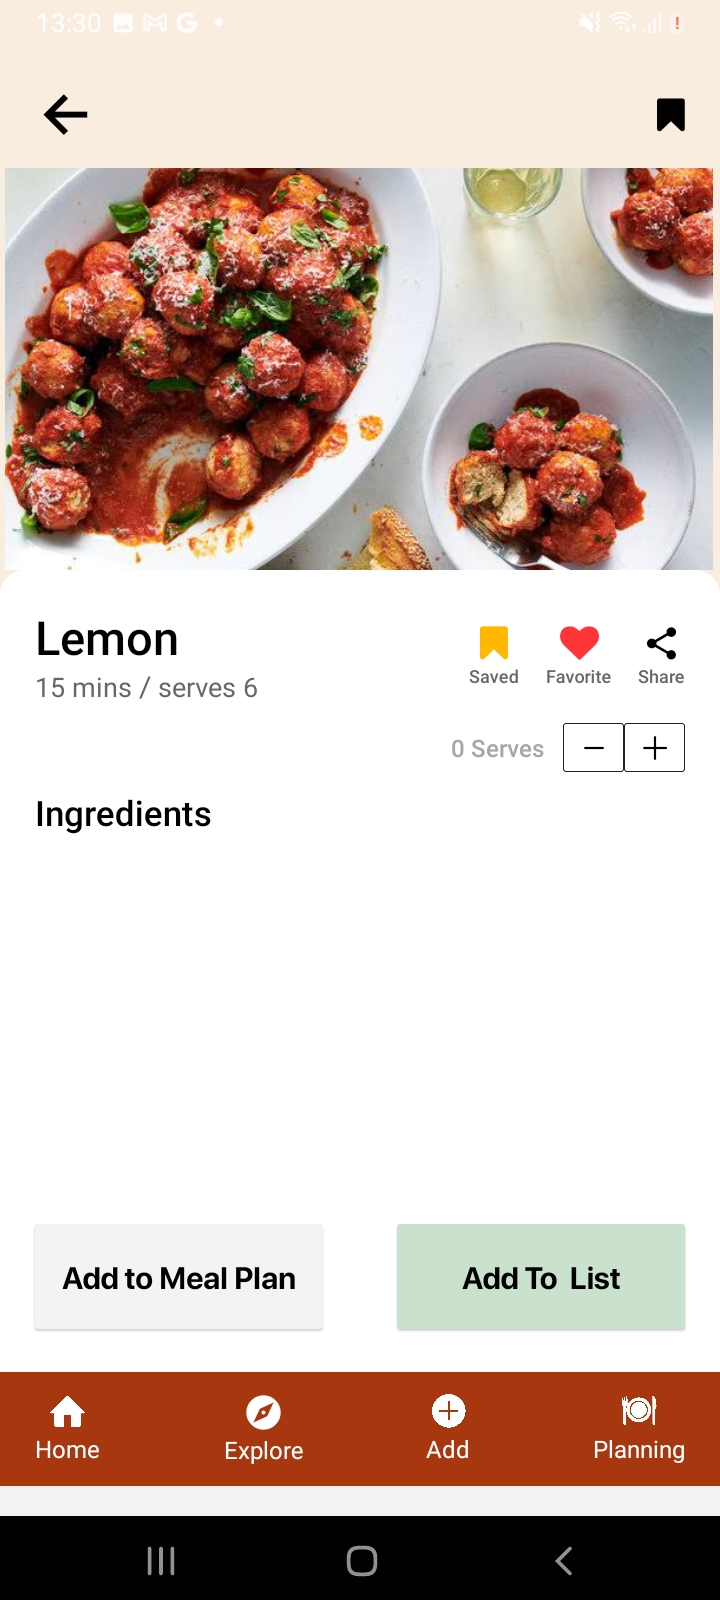 13:30
Lemon
15 mins / serves 6
Saved
Favorite
Share
0 Serves
Ingredients
Add to Meal Plan
Add To List
Home
Explore
Add
Planning